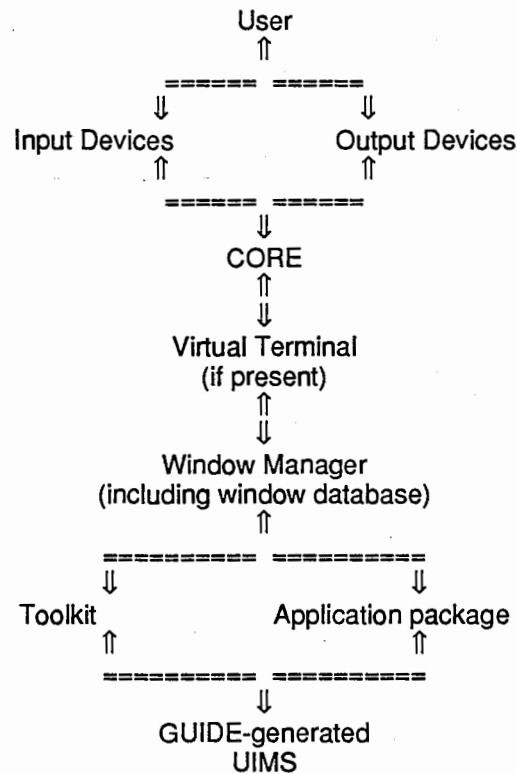 User
⇑
====== ======
⇓ ⇓
Input Devices Output Devices
⇑ ⇑
====== ======
⇓
CORE
⇑
⇓
Virtual Terminal
(if present)
⇑
⇓
Window Manager
(including window database)
⇑
========== ==========
⇓ ⇓
Toolkit Application package
⇑ ⇑
========== ==========
⇓
GUIDE-generated
UIMS